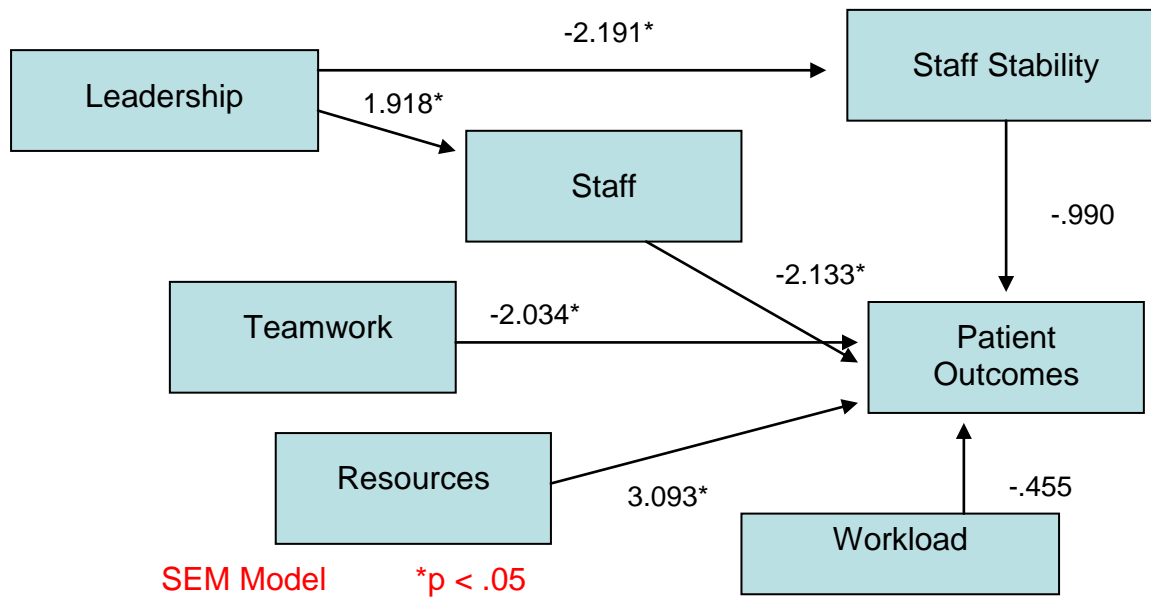 -2.191*
Staff Stability
Leadership
1.918*
Staff
-.990
-2.133*
Teamwork
-2.034*
Patient
Outcomes
Resources
3.093*
-.455
Workload
SEM Model *p < .05